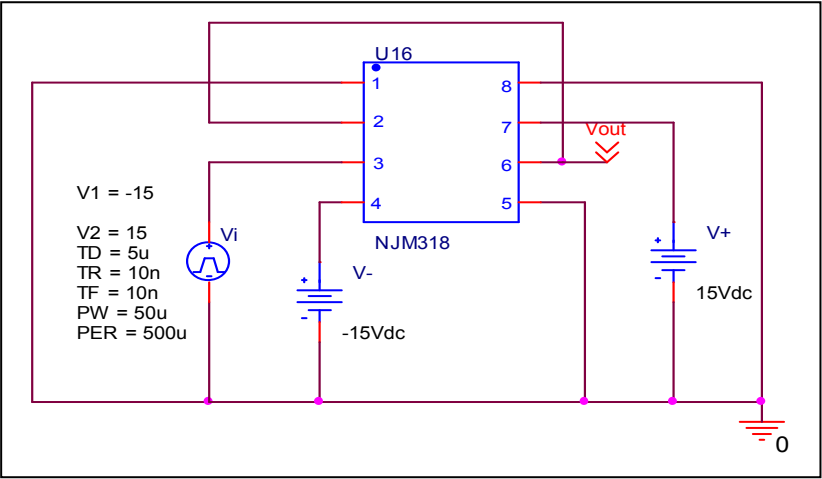 U16
1
8
2
7
Vout
3
6
4
5
V1 = -15
V2 = 15
TD = 5u
TR = 10n
TF = 10n
PW = 50u
PER = 500u
Vi
NJM318
V-
-15Vdc
V+
15Vdc
0